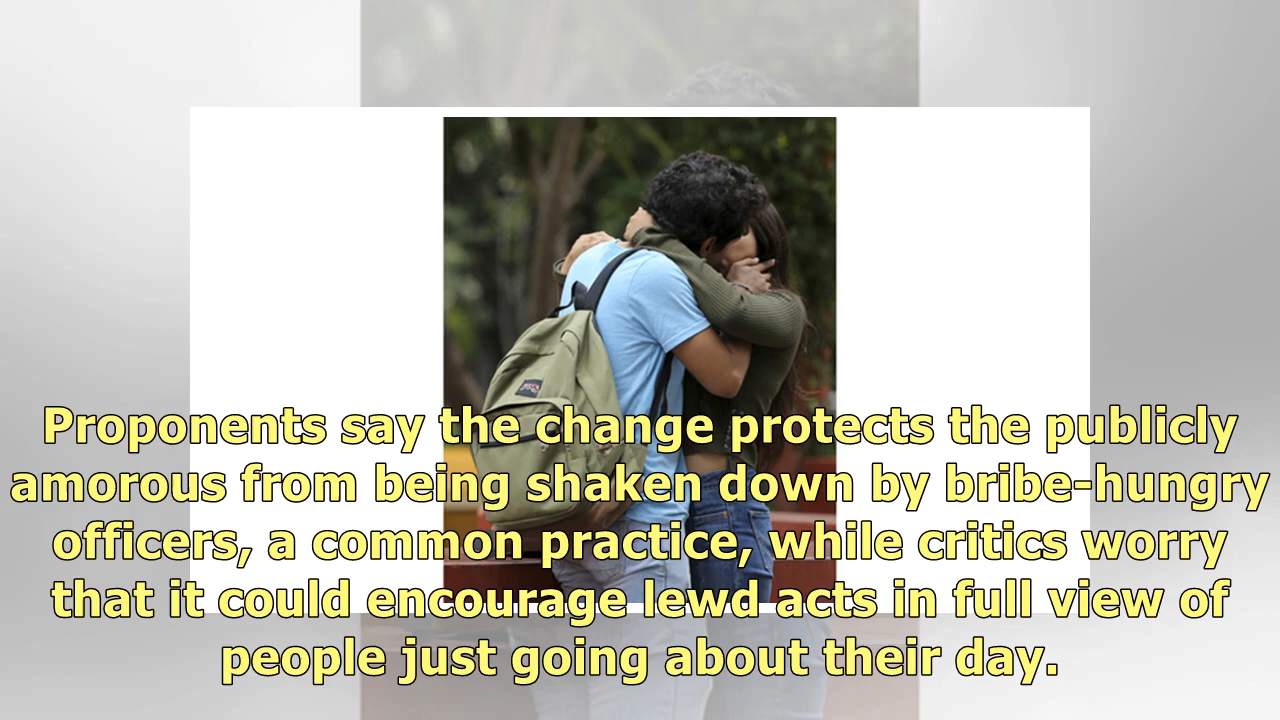 Proponents say the change protects the publicly
amorous from being shaken down by bribe-hungry
officers, a common practice, while critics worry
that it could encourage lewd acts in full view of
people just going about their day.